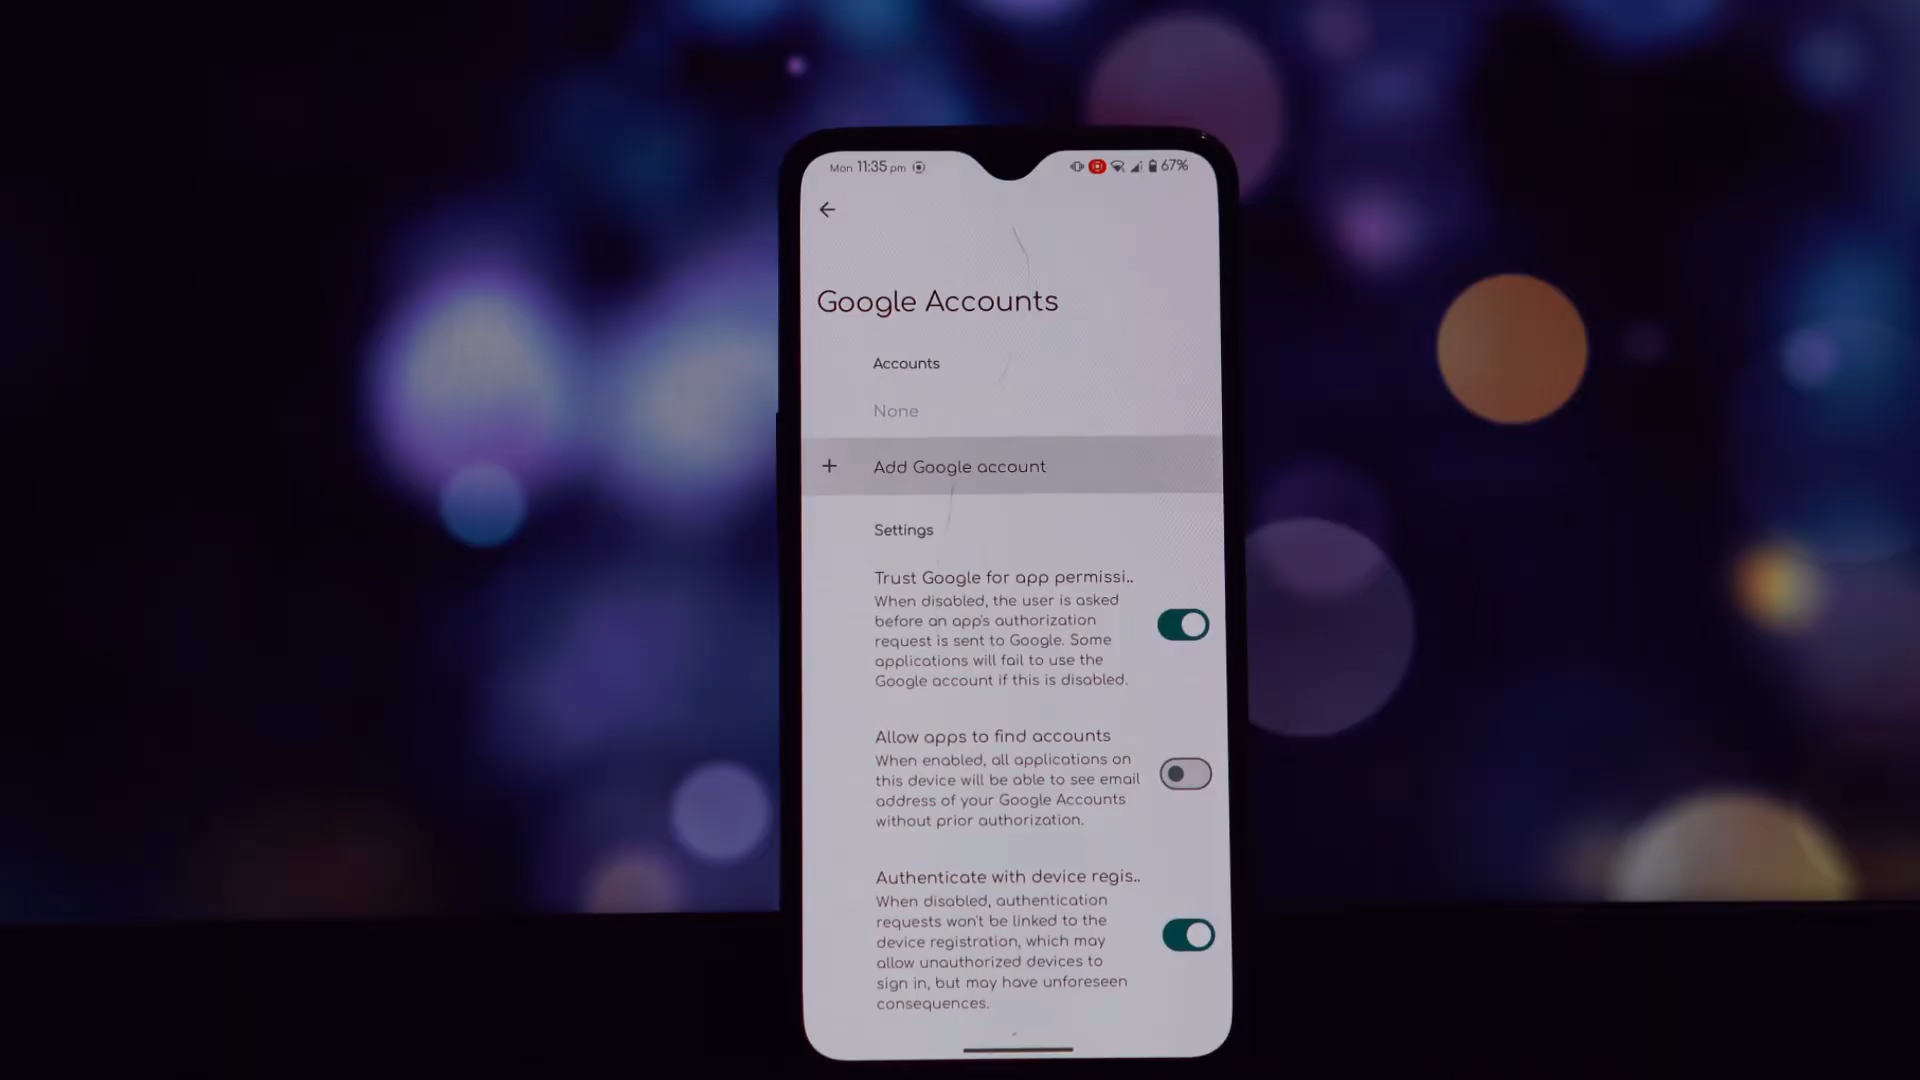 Mon 11:35 pm
67%
Google Accounts
Accounts
None
+ Add Google account
Settings
Trust Google for app permissi..
When disabled, the user is asked
before an app's authorization
request is sent to Google. Some
applications will fail to use the
Google account if this is disabled.
Allow apps to find accounts
When enabled, all applications on
this device will be able to see email
address of your Google Accounts
without prior authorization.
Authenticate with device regis..
When disabled, authentication
requests won't be linked to the
device registration, which may
allow unauthorized devices to
sign in, but may have unforeseen
consequences.